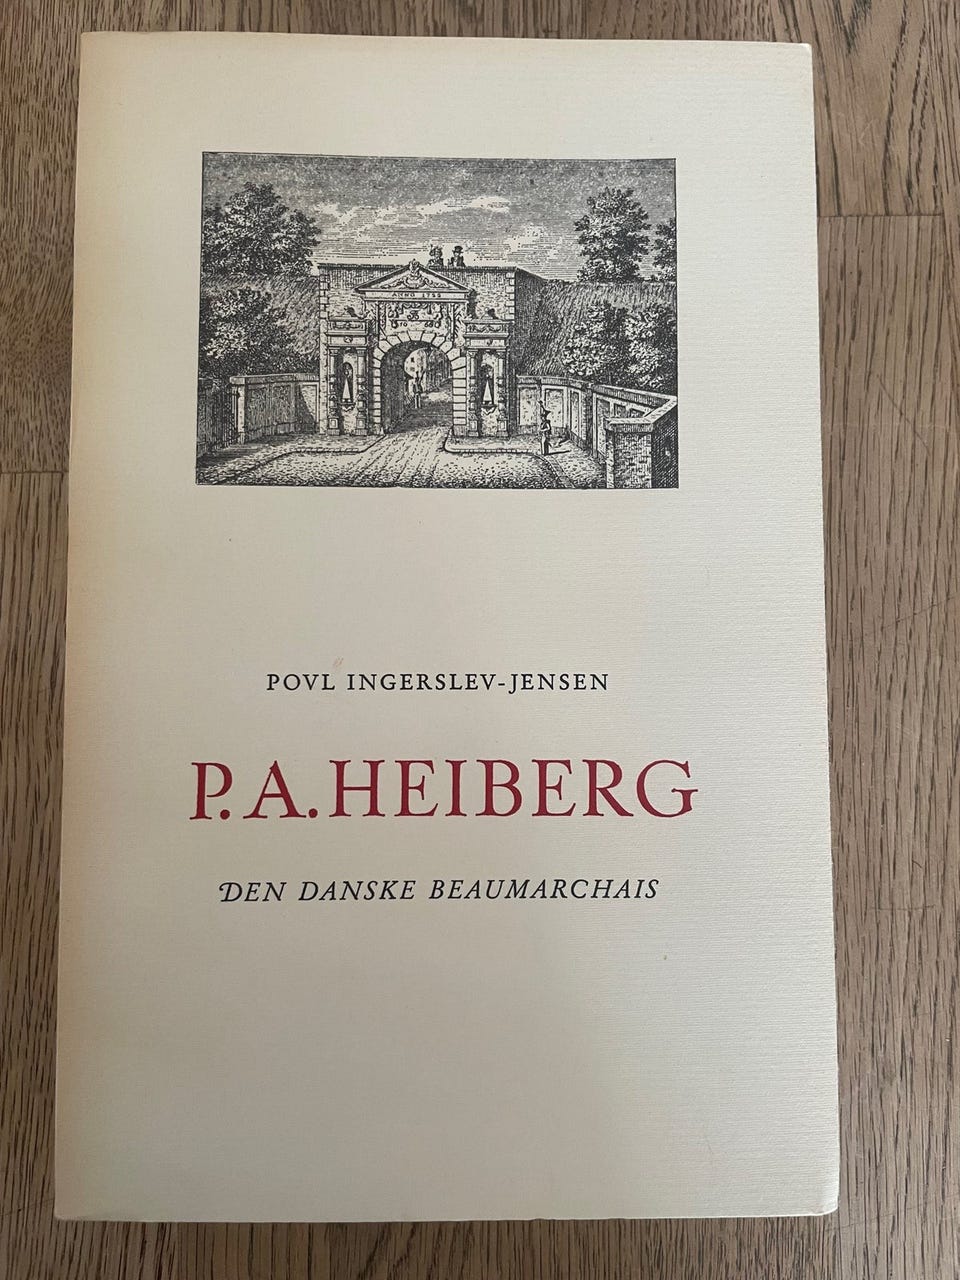 POVL INGERSLEV-JENSEN
P. A. HEIBERG
DEN DANSKE BEAUMARCHAIS